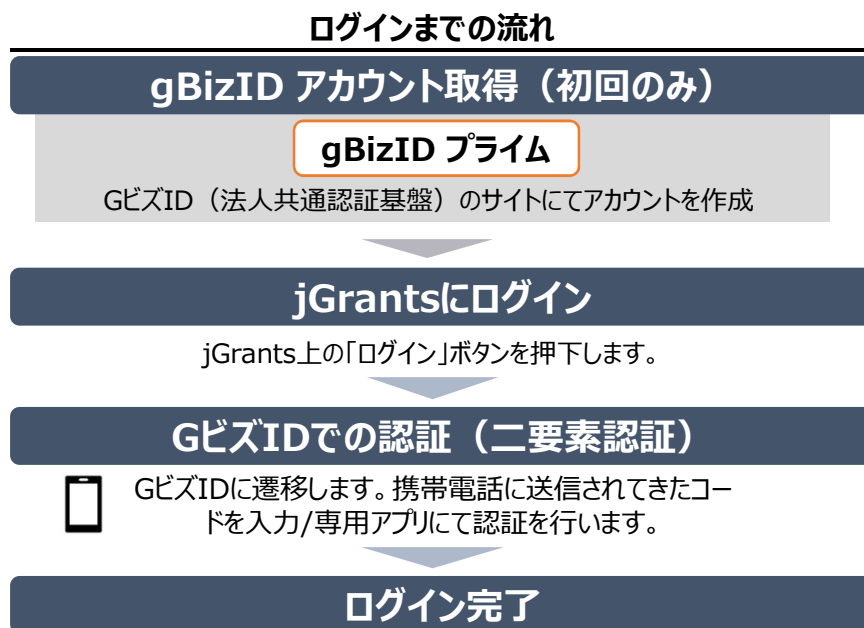 ログインまでの流れ
gBizID アカウント取得（初回のみ）
gBizID プライム
GビズID（法人共通認証基盤）のサイトにてアカウントを作成
jGrantsにログイン
jGrants上の「ログイン」ボタンを押下します。
GビズIDでの認証（二要素認証）
GビズIDに遷移します。携帯電話に送信されてきたコー
ドを入力/専用アプリにて認証を行います。
ログイン完了